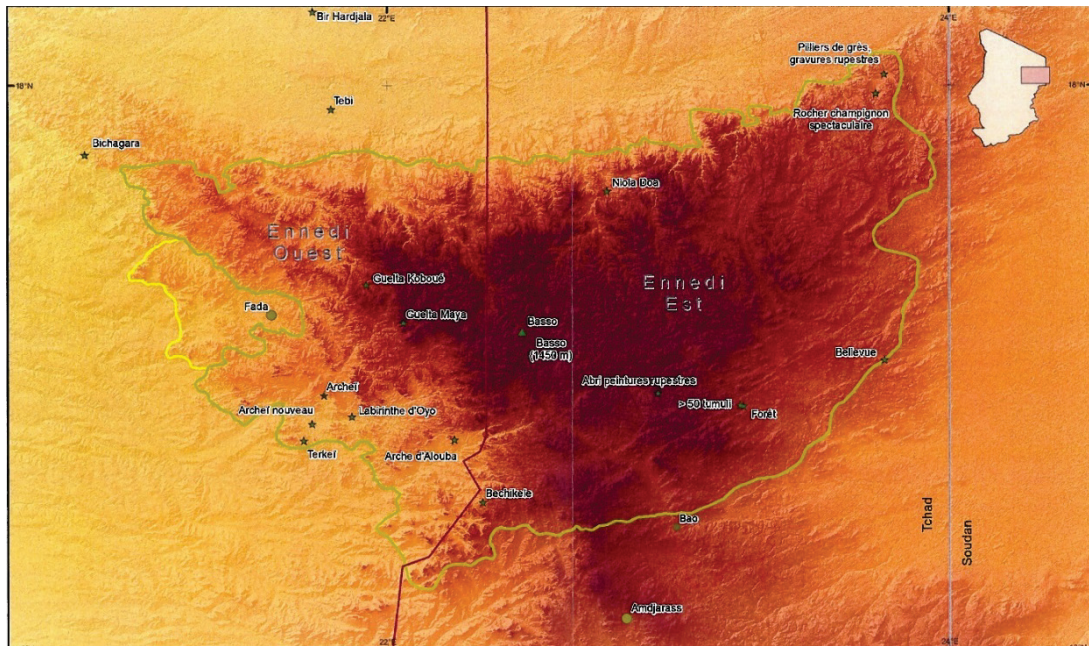 Bir Hardjala
22°E
24°E
Piliers de grès,
gravures rupestres
18°N
18°N
Tebi
Rocher champignon
spectaculaire
Bichagara
Niola Doa
Ennedi
Ouest
Guelta Koboué
Ennedi
Est
Fada
Guelta Maya
Basso
Basso
(1450 m)
Bellevue
Abri peintures rupestres
Archeï
> 50 tumuli
Forêt
Archeï nouveau
Labirinthe d'Oyo
Terkeï
Arche d'Alouba
Bechikele
Bao
Tchad
Soudan
Amdjarass
22°E
24°E